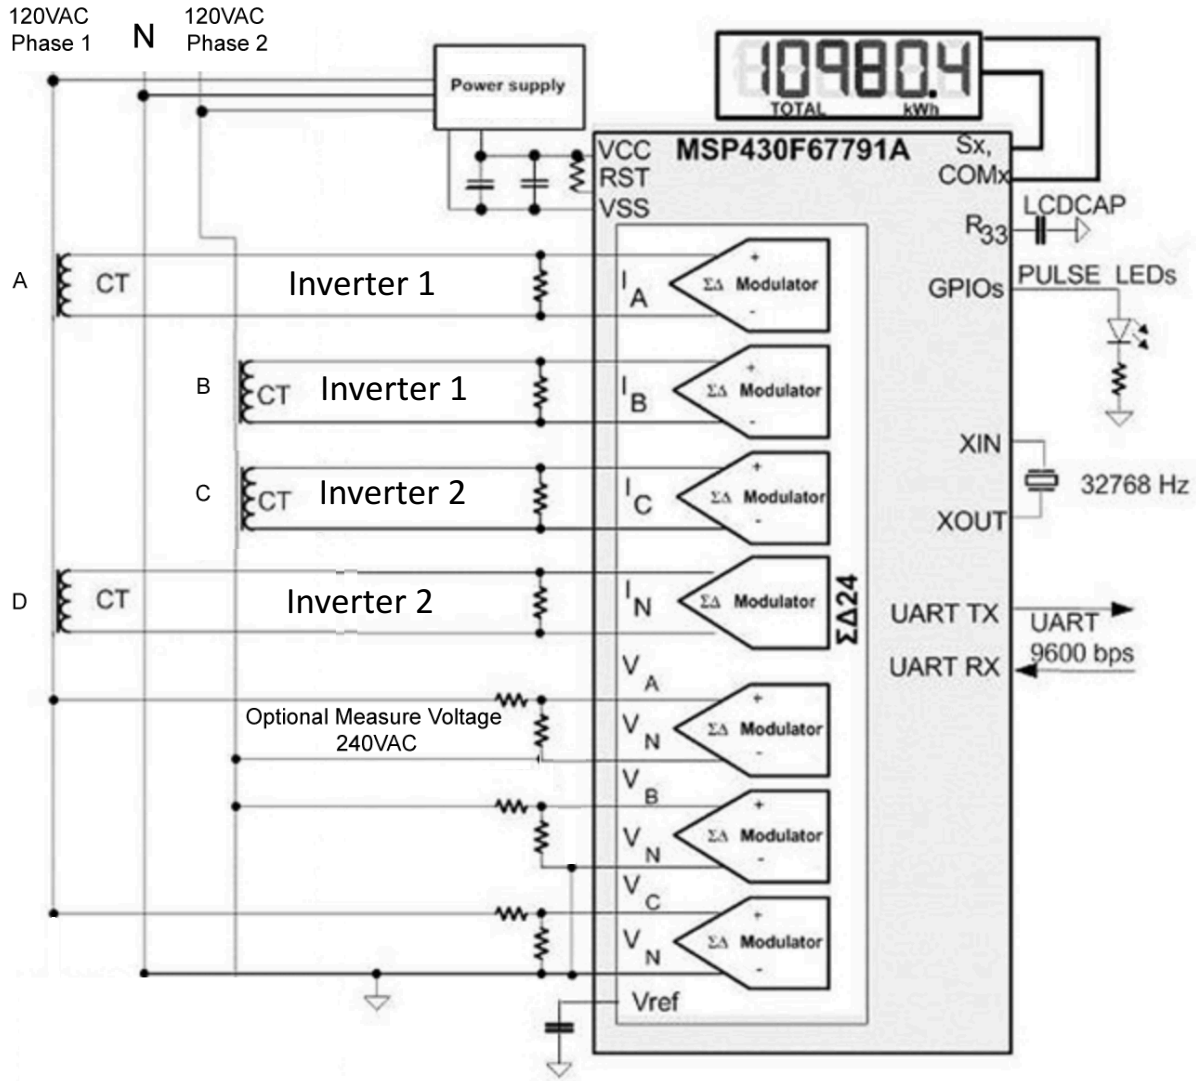 120VAC
Phase 1
N
120VAC
Phase 2
Power supply
10980.4
TOTAL
kWh
MSP430F67791A
VCC
RST
VSS
Sx,
COMx
R33
LCDCAP
GPIOs
PULSE LEDs
A
CT
Inverter 1
IA
+
ΣΔ Modulator
-
B
CT
Inverter 1
IB
+
ΣΔ Modulator
-
XIN
32768 Hz
XOUT
C
CT
Inverter 2
IC
+
ΣΔ Modulator
-
D
CT
Inverter 2
IN
ΣΔ Modulator
ΣΔ24
UART TX
UART
9600 bps
UART RX
VA
Optional Measure Voltage
240VAC
VN
+
ΣΔ Modulator
-
VB
VN
+
ΣΔ Modulator
-
VC
VN
+
ΣΔ Modulator
-
Vref